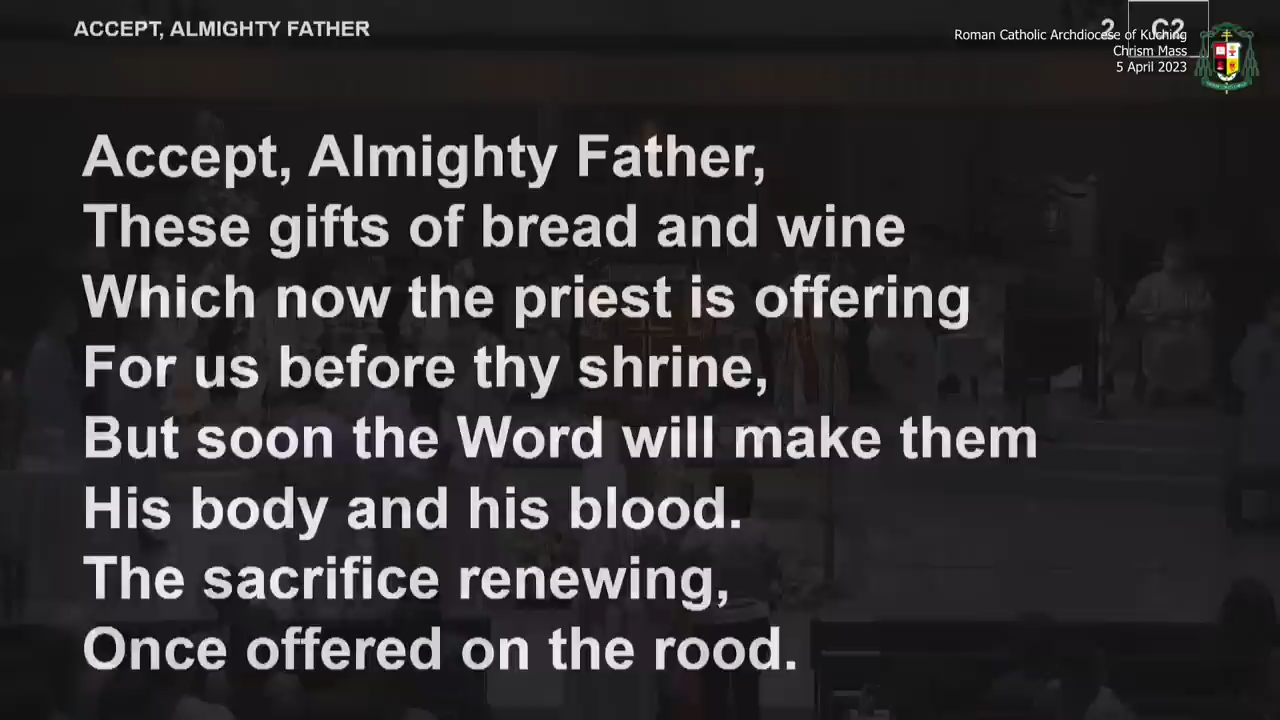 ACCEPT, ALMIGHTY FATHER
2 C2
Roman Catholic Archdiocese of Kuching
Chrism Mass
5 April 2023
Accept, Almighty Father,
These gifts of bread and wine
Which now the priest is offering
For us before thy shrine,
But soon the Word will make them
His body and his blood.
The sacrifice renewing,
Once offered on the rood.